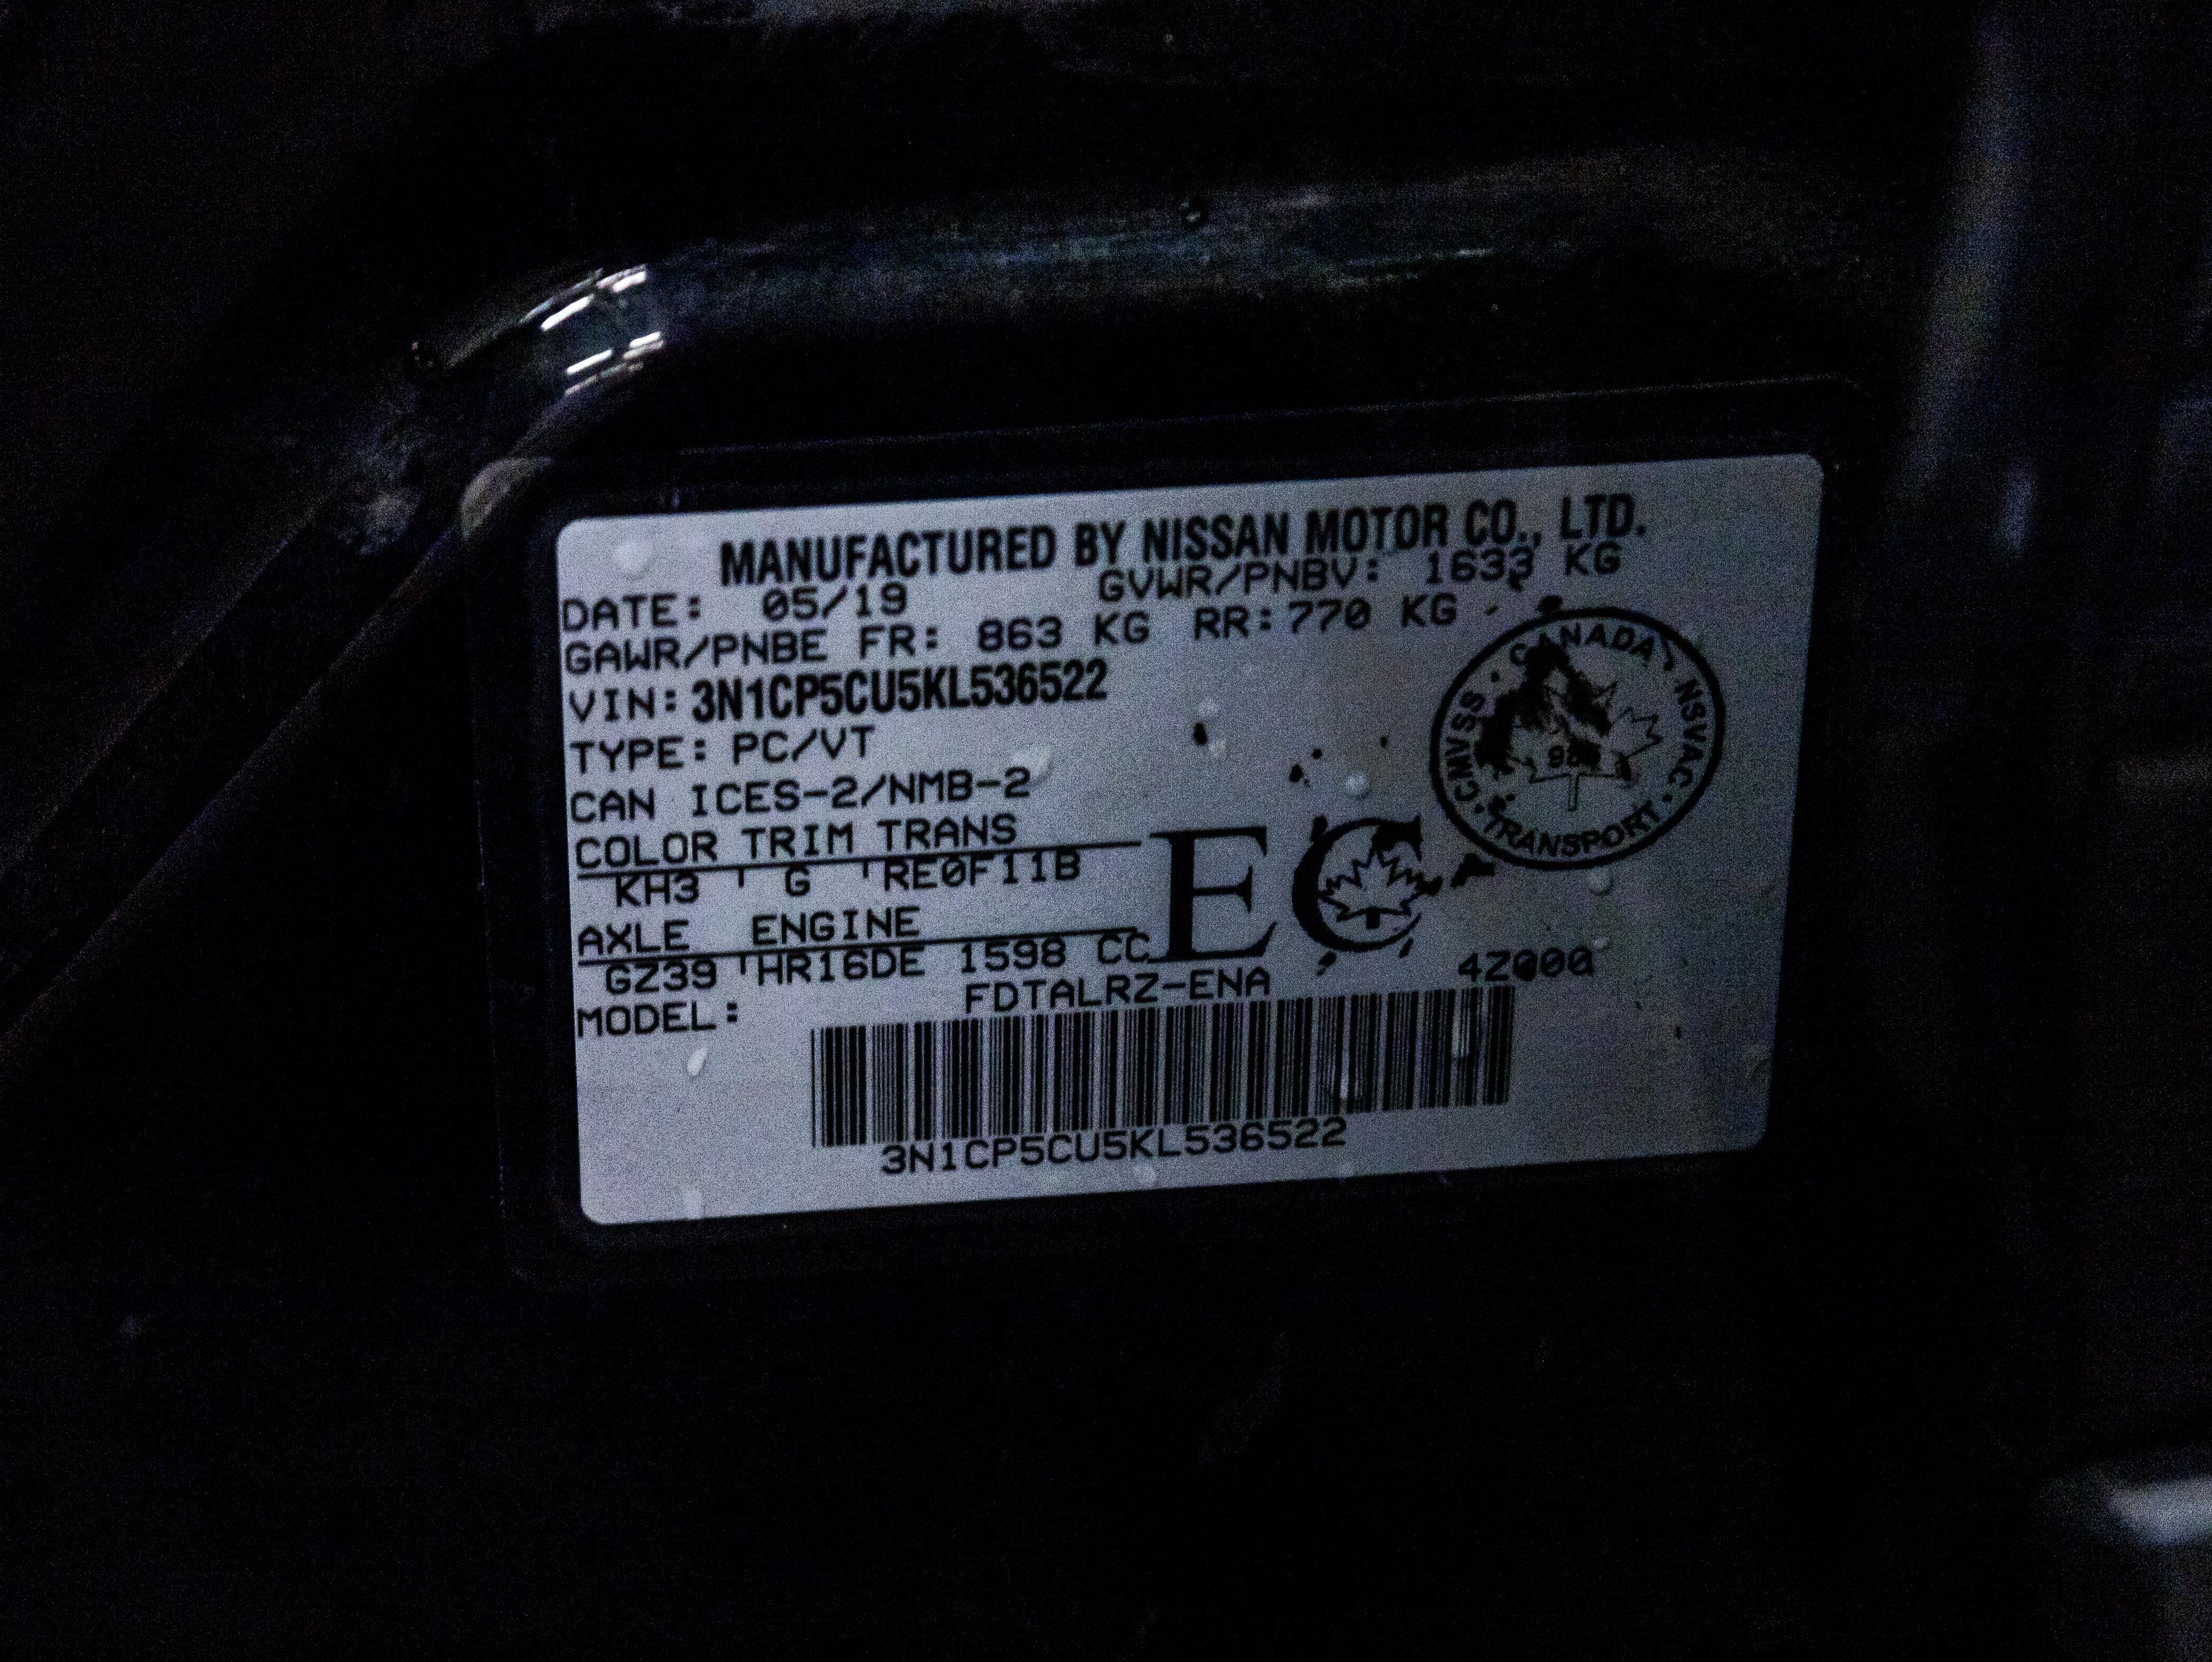 MANUFACTURED BY NISSAN MOTOR CO., LTD.
DATE: 05/19 GVWR/PNBV: 1633 KG
GAWR/PNBE FR: 863 KG RR: 770 KG
VIN: 3N1CP5CU5KL536522
TYPE: PC/VT
CAN ICES-2/NMB-2
COLOR TRIM TRANS
KH3 G RE0F11B
AXLE ENGINE
GZ39 HR16DE 1598 CC
MODEL: FDTALRZ-ENA
EC
CANADA
CMVSS · NSVAC
TRANSPORT
3N1CP5CU5KL536522